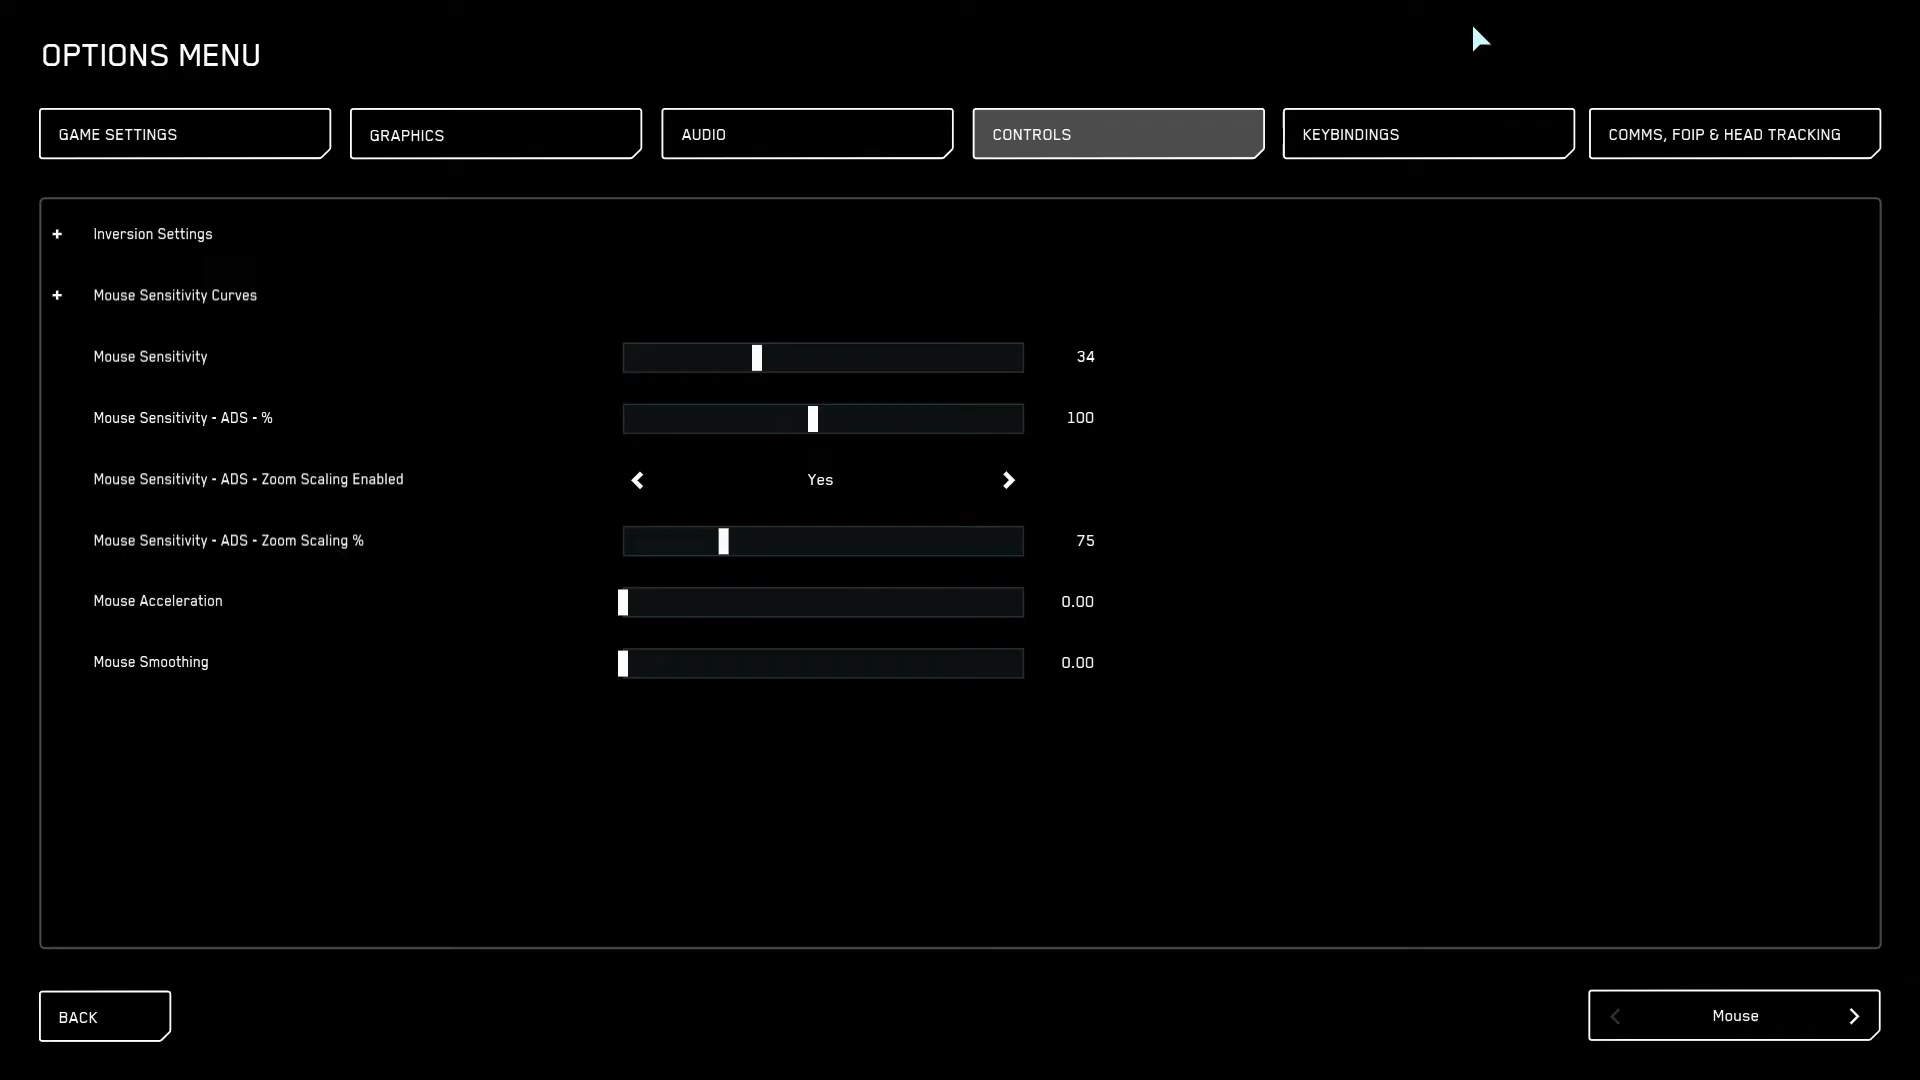 OPTIONS MENU
GAME SETTINGS
GRAPHICS
AUDIO
CONTROLS
KEYBINDINGS
COMMS, FOIP & HEAD TRACKING
+ Inversion Settings
+ Mouse Sensitivity Curves
Mouse Sensitivity 34
Mouse Sensitivity - ADS - % 100
Mouse Sensitivity - ADS - Zoom Scaling Enabled Yes
Mouse Sensitivity - ADS - Zoom Scaling % 75
Mouse Acceleration 0.00
Mouse Smoothing 0.00
BACK
Mouse